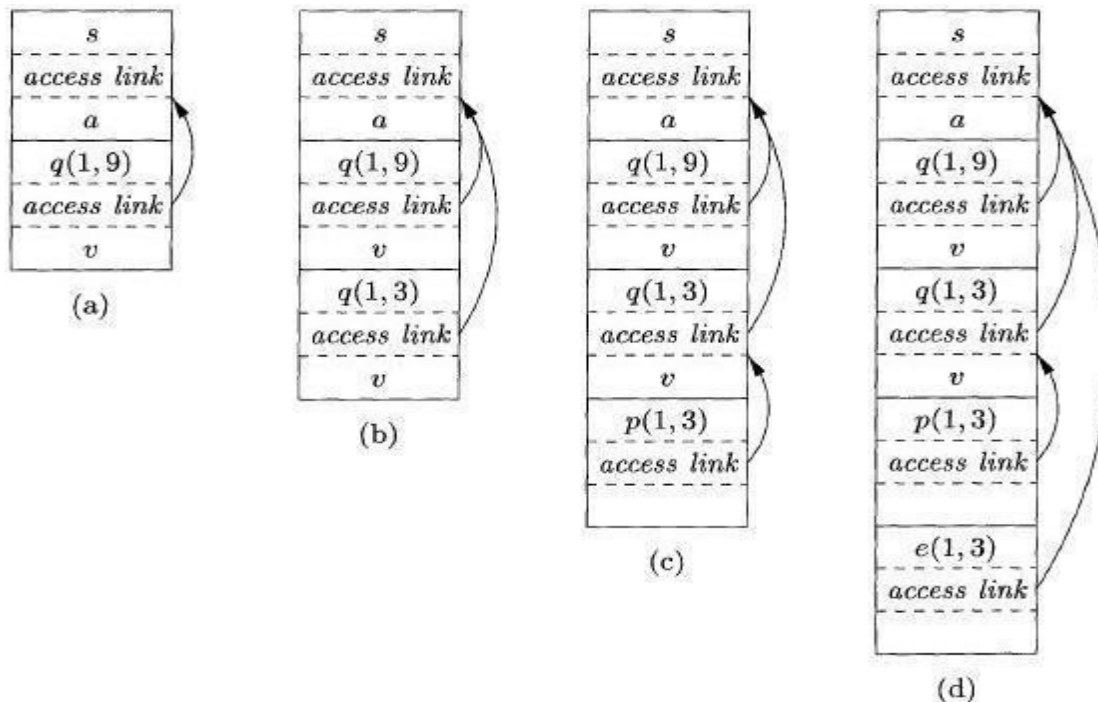 s
access link
a
q(1,9)
access link
v
(a)
s
access link
a
q(1,9)
access link
v
q(1,3)
access link
v
(b)
s
access link
a
q(1,9)
access link
v
q(1,3)
access link
v
p(1,3)
access link
(c)
s
access link
a
q(1,9)
access link
v
q(1,3)
access link
v
p(1,3)
access link
e(1,3)
access link
(d)